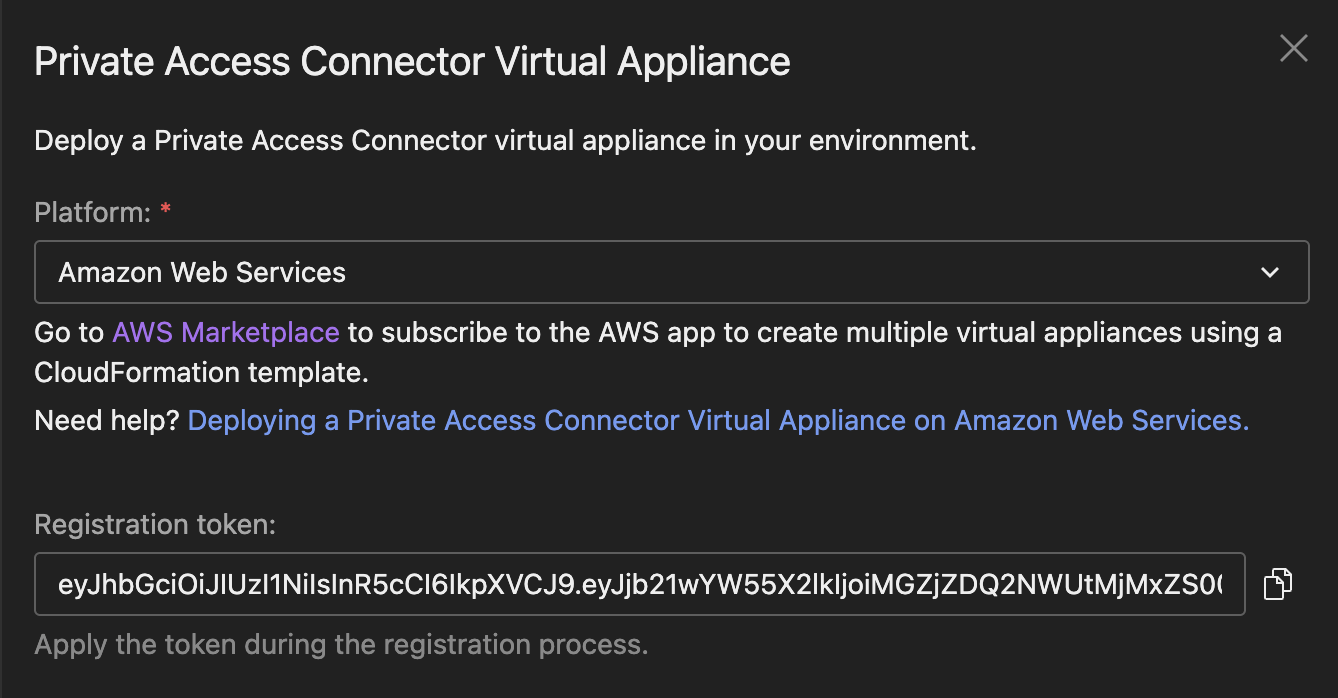 Private Access Connector Virtual Appliance
Deploy a Private Access Connector virtual appliance in your environment.
Platform: *
Amazon Web Services
Go to AWS Marketplace to subscribe to the AWS app to create multiple virtual appliances using a
CloudFormation template.
Need help? Deploying a Private Access Connector Virtual Appliance on Amazon Web Services.
Registration token:
eyJhbGciOiJIUzI1NiIsInR5cCI6IkpXVCJ9.eyJjb21wYW55X2lkIjoiMGZjZDQ2NWUtMjMxZS00
Apply the token during the registration process.